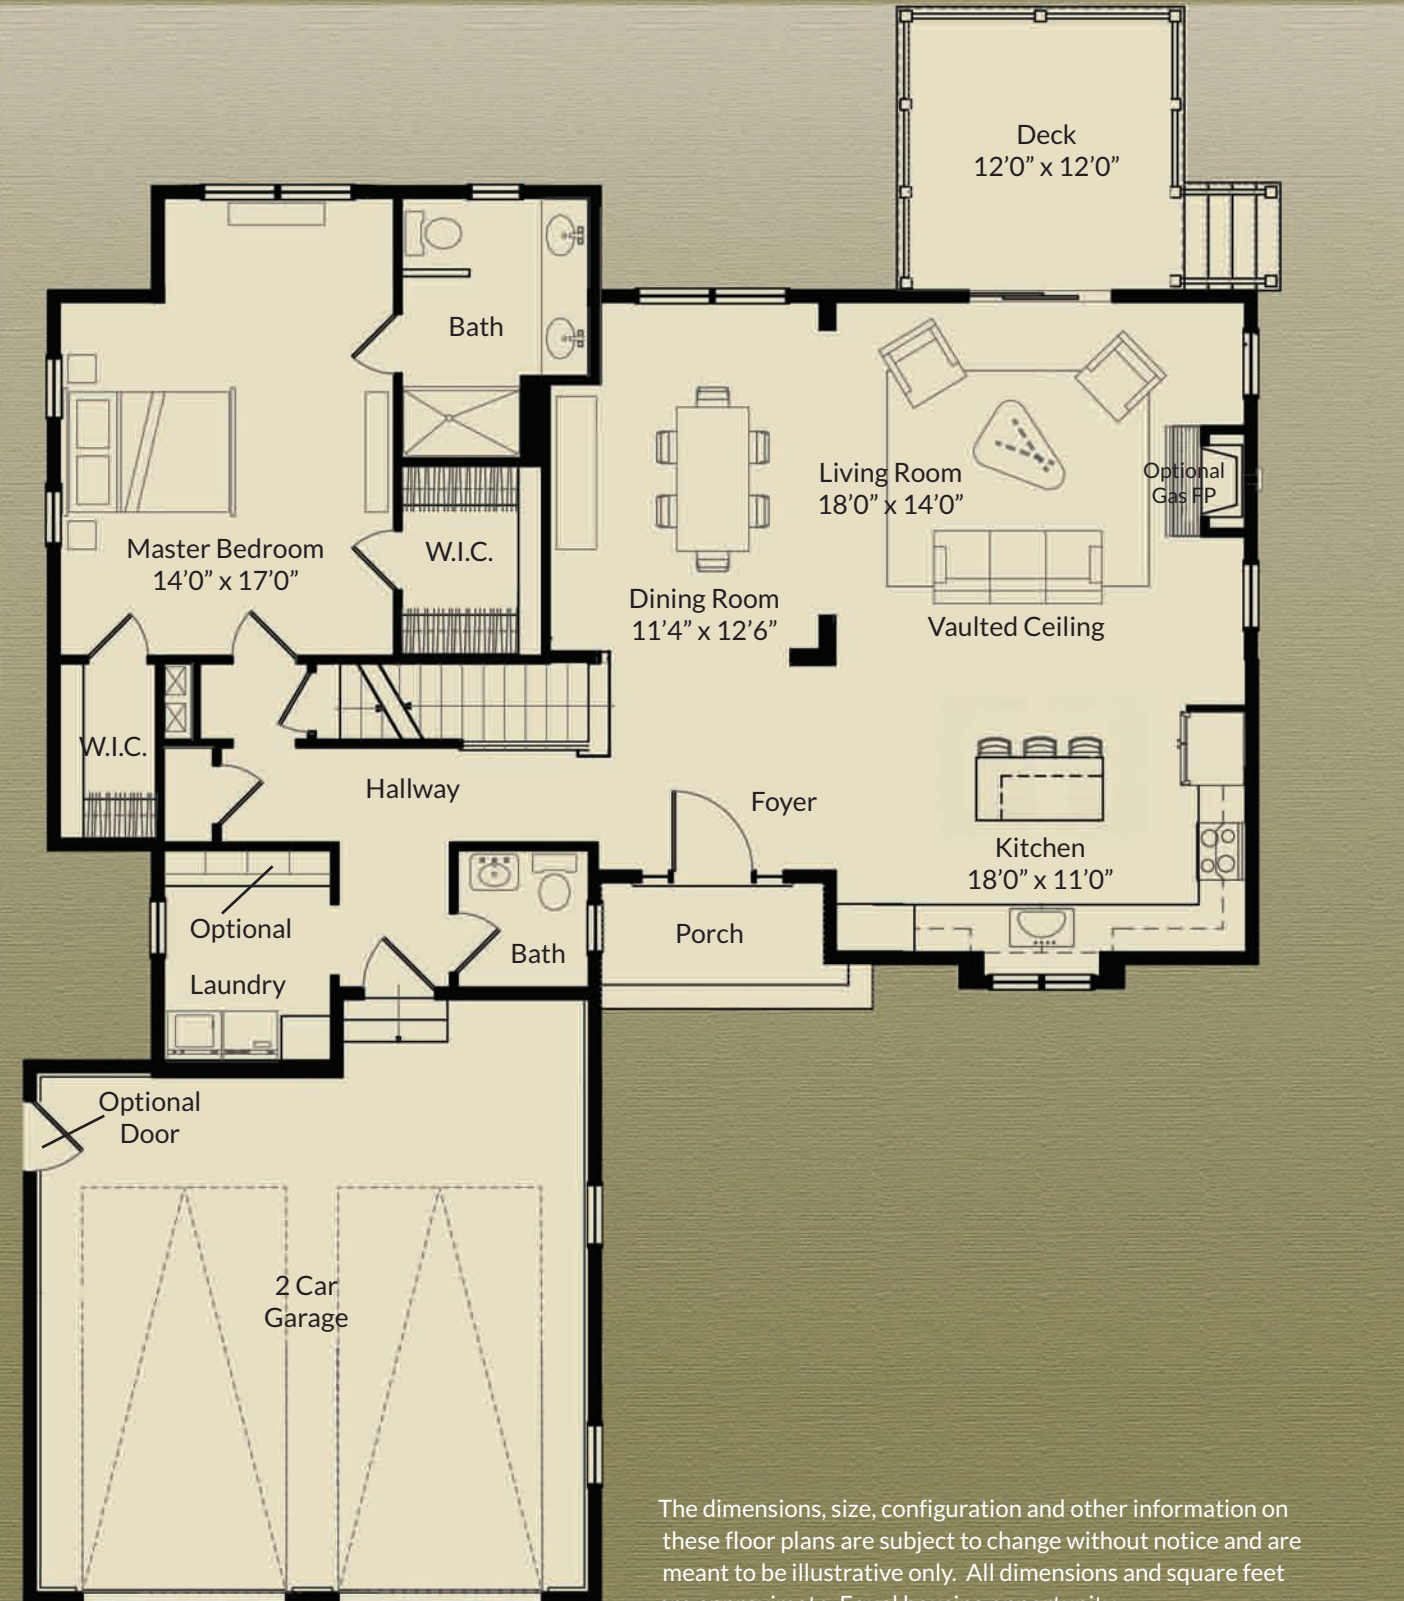 Deck
12’0” x 12’0”
Bath
Living Room
18’0” x 14’0”
Optional
Gas FP
Master Bedroom
14’0” x 17’0”
W.I.C.
Dining Room
11’4” x 12’6”
Vaulted Ceiling
W.I.C.
Hallway
Foyer
Kitchen
18’0” x 11’0”
Optional
Laundry
Bath
Porch
Optional
Door
2 Car
Garage
The dimensions, size, configuration and other information on
these floor plans are subject to change without notice and are
meant to be illustrative only.  All dimensions and square feet